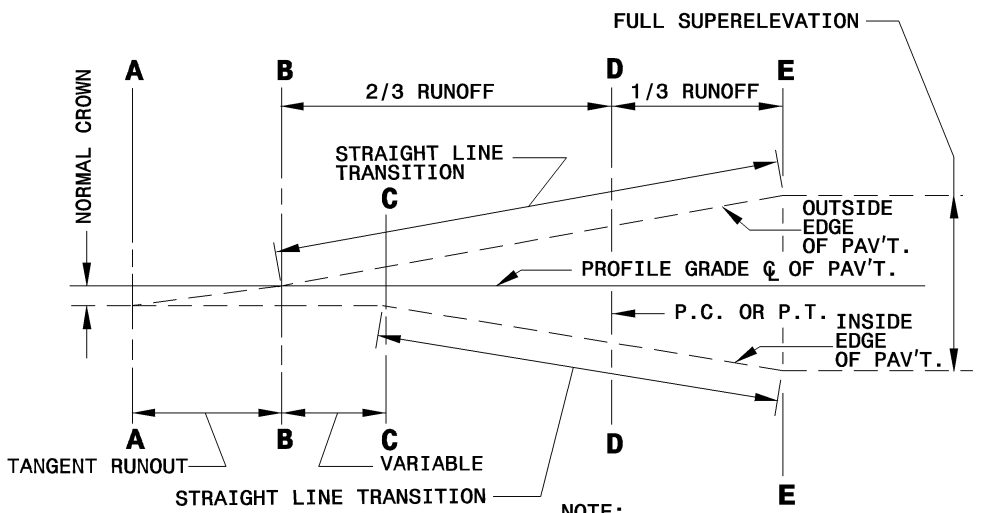 FULL SUPERELEVATION
A
B
D
E
2/3 RUNOFF
1/3 RUNOFF
NORMAL CROWN
STRAIGHT LINE
TRANSITION
C
OUTSIDE
EDGE
OF PAV'T.
PROFILE GRADE ℄ OF PAV'T.
P.C. OR P.T.
INSIDE
EDGE
OF PAV'T.
A
B
C
D
TANGENT RUNOUT
VARIABLE
STRAIGHT LINE TRANSITION
E
NOTE: